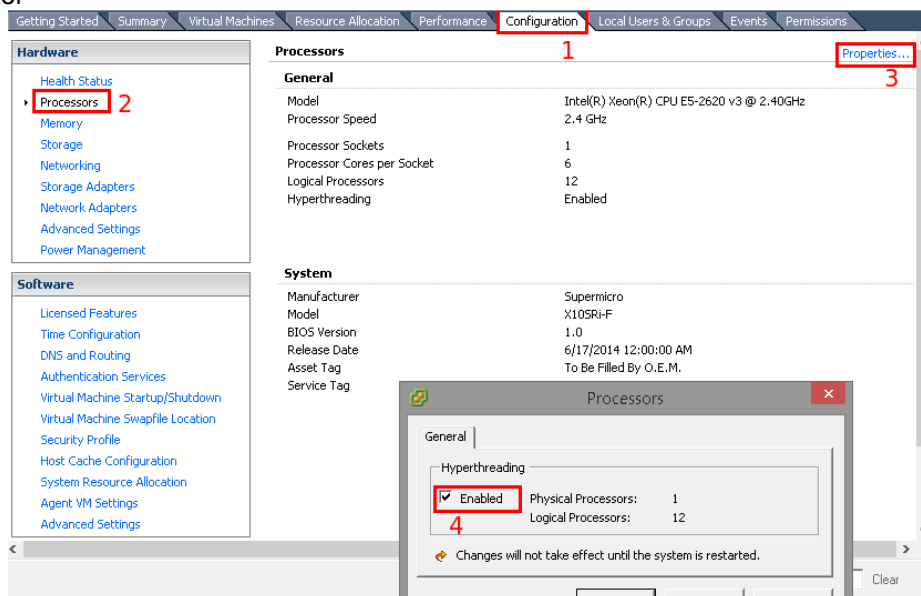 Getting Started Summary Virtual Machines Resource Allocation Performance Configuration Local Users & Groups Events Permissions
1
Hardware
Health Status
Processors 2
Memory
Storage
Networking
Storage Adapters
Network Adapters
Advanced Settings
Power Management
Software
Licensed Features
Time Configuration
DNS and Routing
Authentication Services
Virtual Machine Startup/Shutdown
Virtual Machine Swapfile Location
Security Profile
Host Cache Configuration
System Resource Allocation
Agent VM Settings
Advanced Settings
Processors Properties...
3
General
Model Intel(R) Xeon(R) CPU E5-2620 v3 @ 2.40GHz
Processor Speed 2.4 GHz
Processor Sockets 1
Processor Cores per Socket 6
Logical Processors 12
Hyperthreading Enabled
System
Manufacturer Supermicro
Model X10SRi-F
BIOS Version 1.0
Release Date 6/17/2014 12:00:00 AM
Asset Tag To Be Filled By O.E.M.
Service Tag
Processors
General
Hyperthreading
Enabled Physical Processors: 1
4 Logical Processors: 12
Changes will not take effect until the system is restarted.
Clear